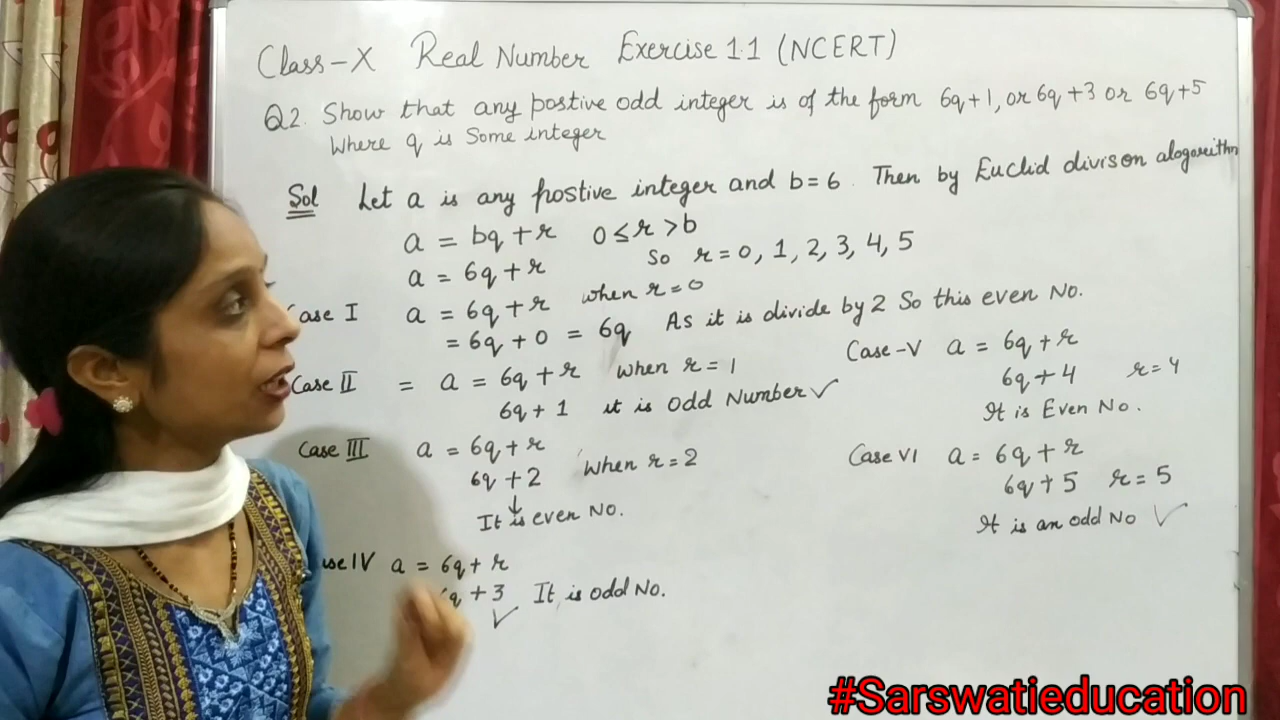 Class-X Real Number Exercise 1.1 (NCERT)
Q2. Show that any postive odd integer is of the form 6q+1, or 6q+3 or 6q+5
Where q is Some integer
Sol Let a is any postive integer and b=6. Then by Euclid divison alogorithm
a = bq + r 0 ≤ r > b
a = 6q + r So r = 0, 1, 2, 3, 4, 5
Case I a = 6q + r when r = 0
= 6q + 0 = 6q As it is divide by 2 So this even No.
Case II = a = 6q + r when r = 1
6q + 1 it is odd Number ✓
Case III a = 6q + r when r = 2
6q + 2
↓
It is even No.
ase IV a = 6q + r
6q + 3 It is odd No.
✓
Case-V a = 6q + r
6q + 4 r = 4
It is Even No.
Case VI a = 6q + r
6q + 5 r = 5
It is an odd No ✓
#Sarswatieducation